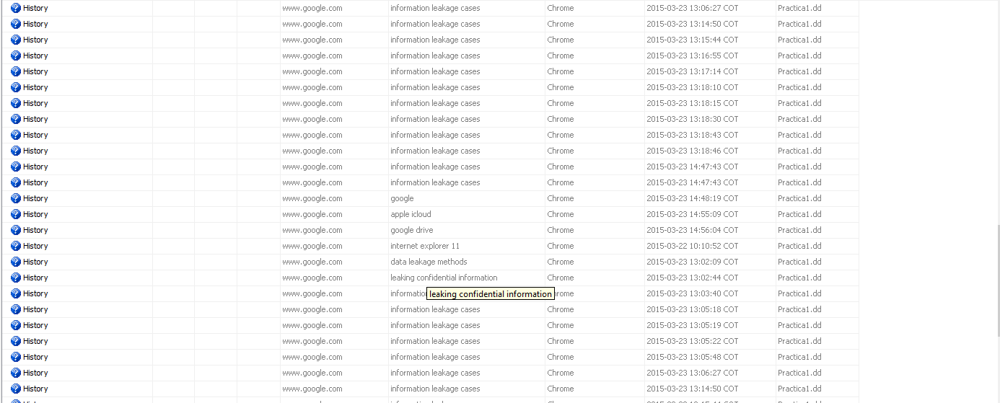 History www.google.com information leakage cases Chrome 2015-03-23 13:06:27 COT Practica1.dd
History www.google.com information leakage cases Chrome 2015-03-23 13:14:50 COT Practica1.dd
History www.google.com information leakage cases Chrome 2015-03-23 13:15:44 COT Practica1.dd
History www.google.com information leakage cases Chrome 2015-03-23 13:16:55 COT Practica1.dd
History www.google.com information leakage cases Chrome 2015-03-23 13:17:14 COT Practica1.dd
History www.google.com information leakage cases Chrome 2015-03-23 13:18:10 COT Practica1.dd
History www.google.com information leakage cases Chrome 2015-03-23 13:18:15 COT Practica1.dd
History www.google.com information leakage cases Chrome 2015-03-23 13:18:30 COT Practica1.dd
History www.google.com information leakage cases Chrome 2015-03-23 13:18:43 COT Practica1.dd
History www.google.com information leakage cases Chrome 2015-03-23 13:18:46 COT Practica1.dd
History www.google.com information leakage cases Chrome 2015-03-23 14:47:43 COT Practica1.dd
History www.google.com information leakage cases Chrome 2015-03-23 14:47:43 COT Practica1.dd
History www.google.com google Chrome 2015-03-23 14:48:19 COT Practica1.dd
History www.google.com apple icloud Chrome 2015-03-23 14:55:09 COT Practica1.dd
History www.google.com google drive Chrome 2015-03-23 14:56:04 COT Practica1.dd
History www.google.com internet explorer 11 Chrome 2015-03-22 10:10:52 COT Practica1.dd
History www.google.com data leakage methods Chrome 2015-03-23 13:02:09 COT Practica1.dd
History www.google.com leaking confidential information Chrome 2015-03-23 13:02:44 COT Practica1.dd
History www.google.com leaking confidential information 2015-03-23 13:03:40 COT Practica1.dd
History www.google.com information leakage cases Chrome 2015-03-23 13:05:18 COT Practica1.dd
History www.google.com information leakage cases Chrome 2015-03-23 13:05:19 COT Practica1.dd
History www.google.com information leakage cases Chrome 2015-03-23 13:05:22 COT Practica1.dd
History www.google.com information leakage cases Chrome 2015-03-23 13:05:48 COT Practica1.dd
History www.google.com information leakage cases Chrome 2015-03-23 13:06:27 COT Practica1.dd
History www.google.com information leakage cases Chrome 2015-03-23 13:14:50 COT Practica1.dd